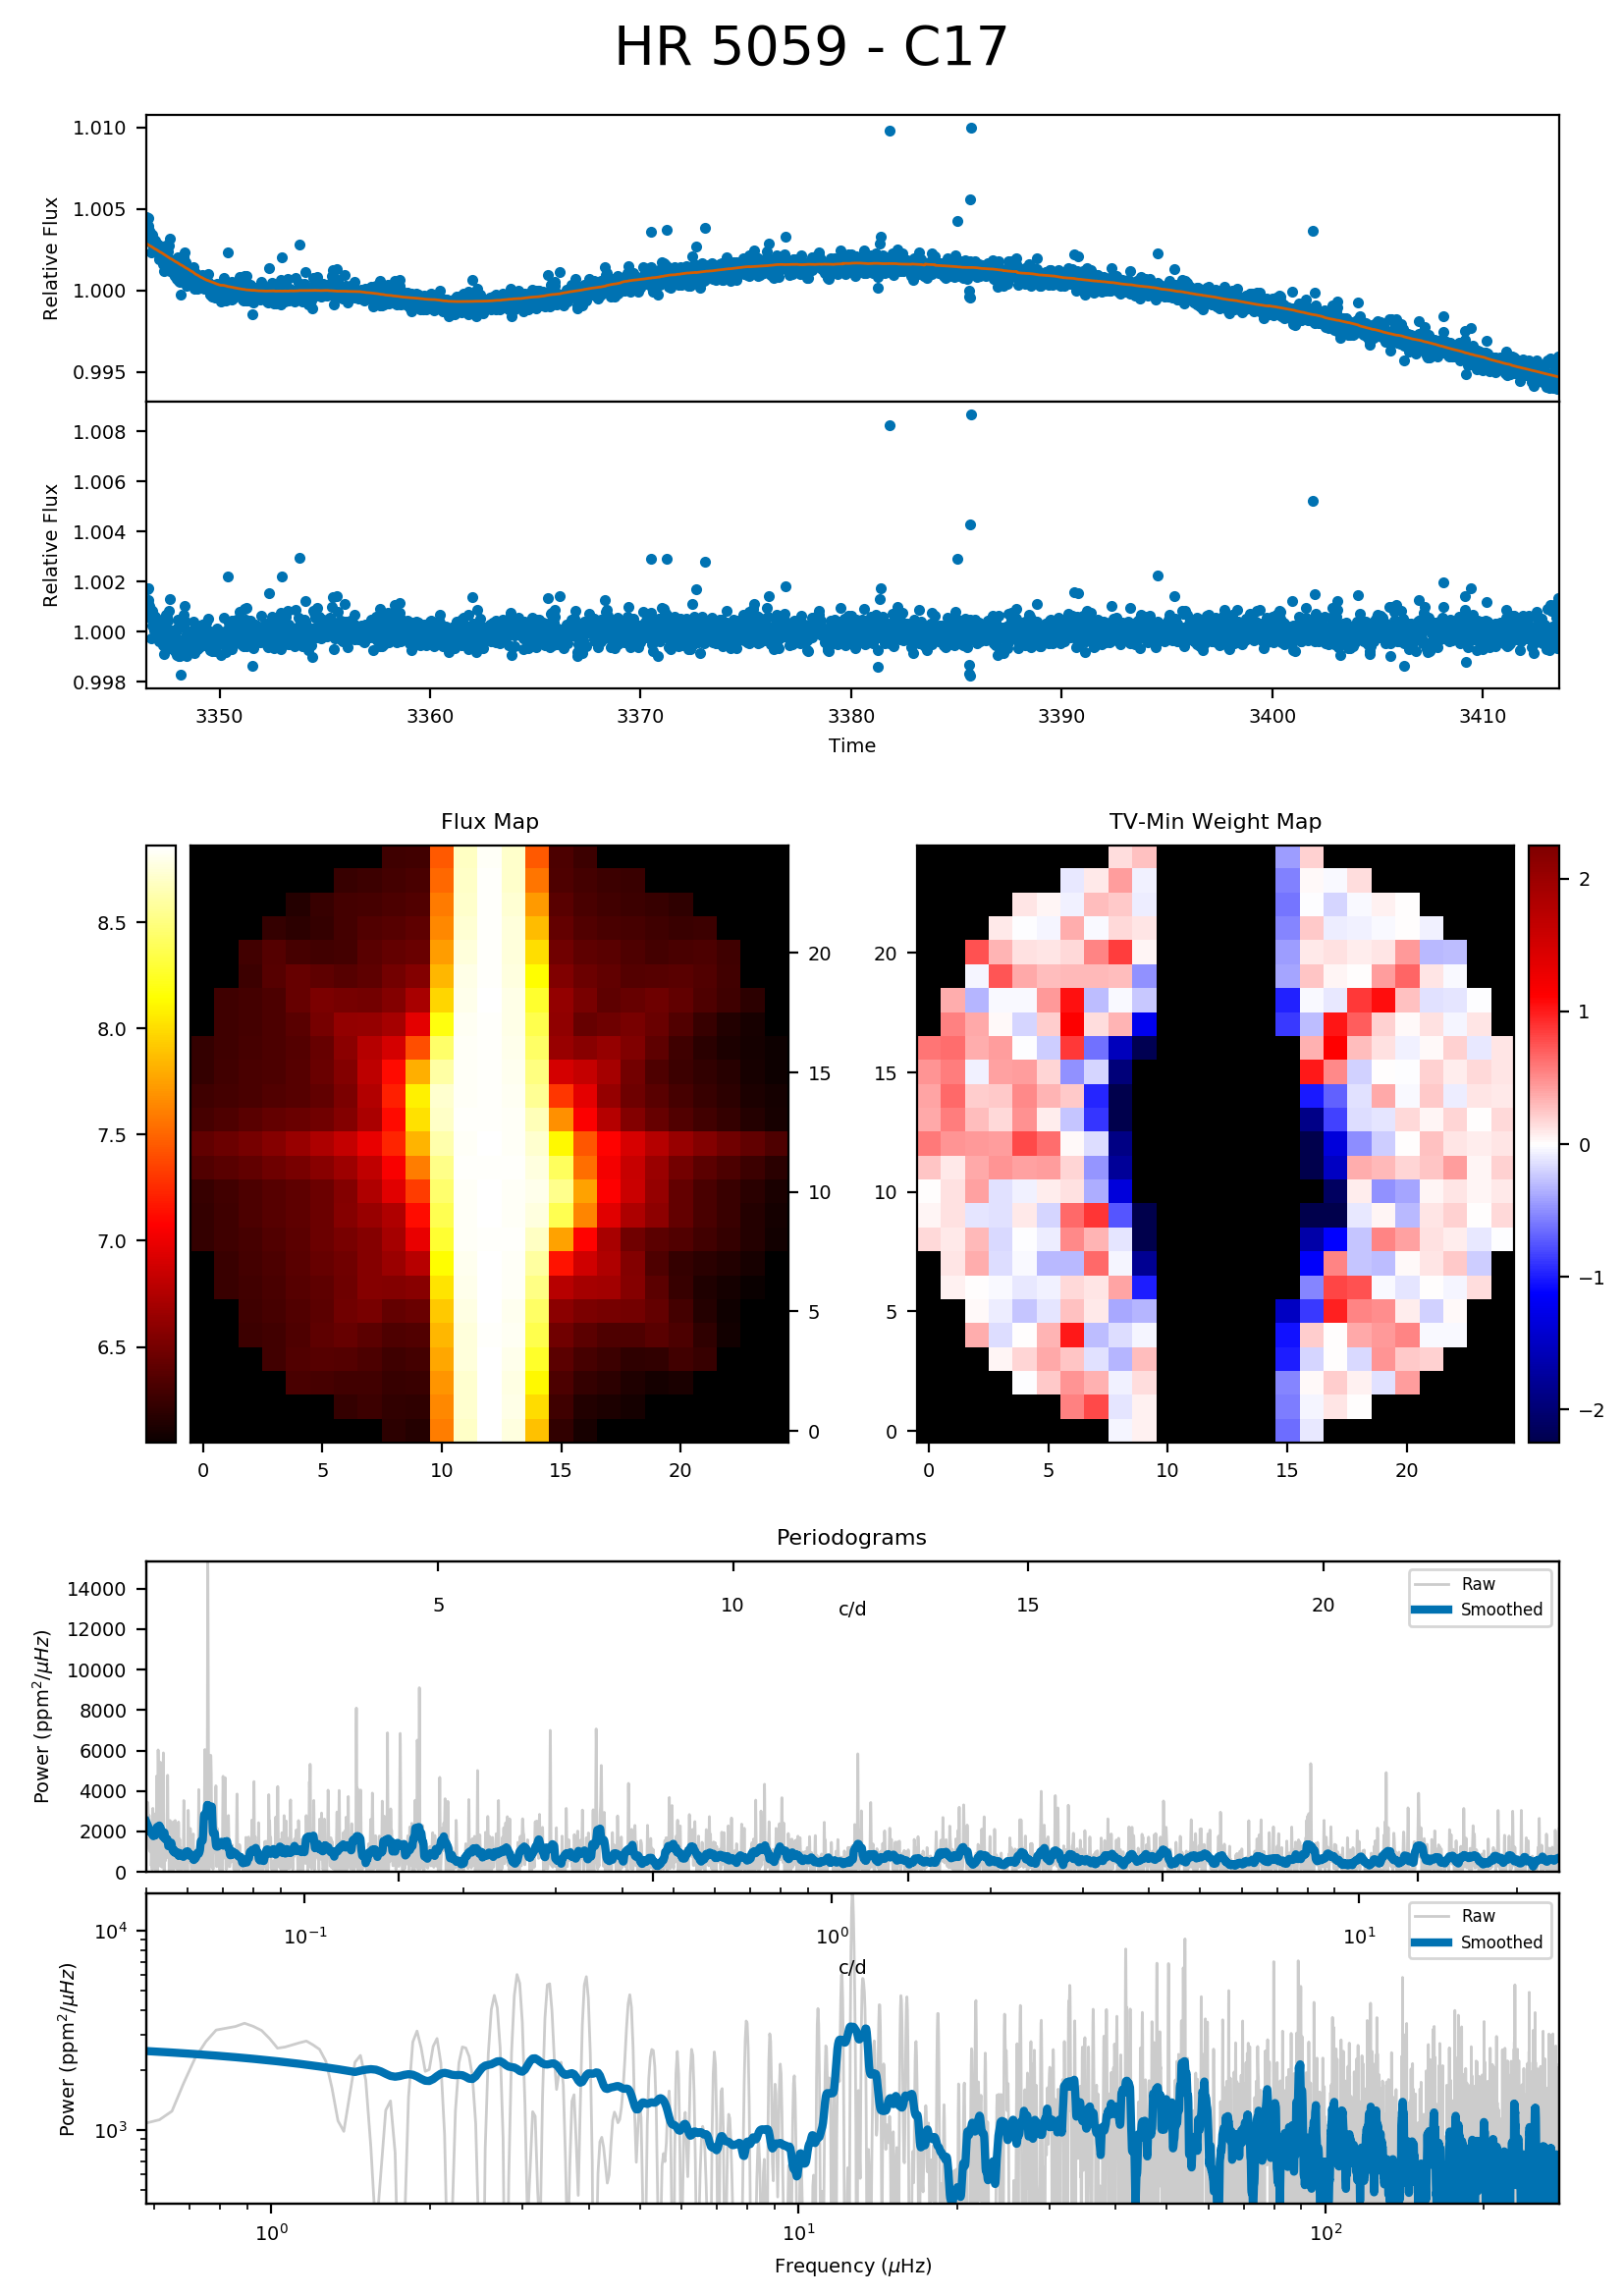 HR 5059 - C17
1.010
1.005
1.000
0.995
Relative Flux
1.008
1.006
1.004
1.002
1.000
0.998
Relative Flux
3350 3360 3370 3380 3390 3400 3410
Time
Flux Map
TV-Min Weight Map
8.5
8.0
7.5
7.0
6.5
20
15
10
5
0
0 5 10 15 20
20
15
10
5
0
0 5 10 15 20
2
1
0
−1
−2
Periodograms
14000
12000
10000
8000
6000
4000
2000
0
Power (ppm²/μHz)
5 10 15 20
c/d
Raw
Smoothed
10⁴
10³
Power (ppm²/μHz)
10⁻¹ 10⁰ 10¹
c/d
Raw
Smoothed
10⁰ 10¹ 10²
Frequency (μHz)